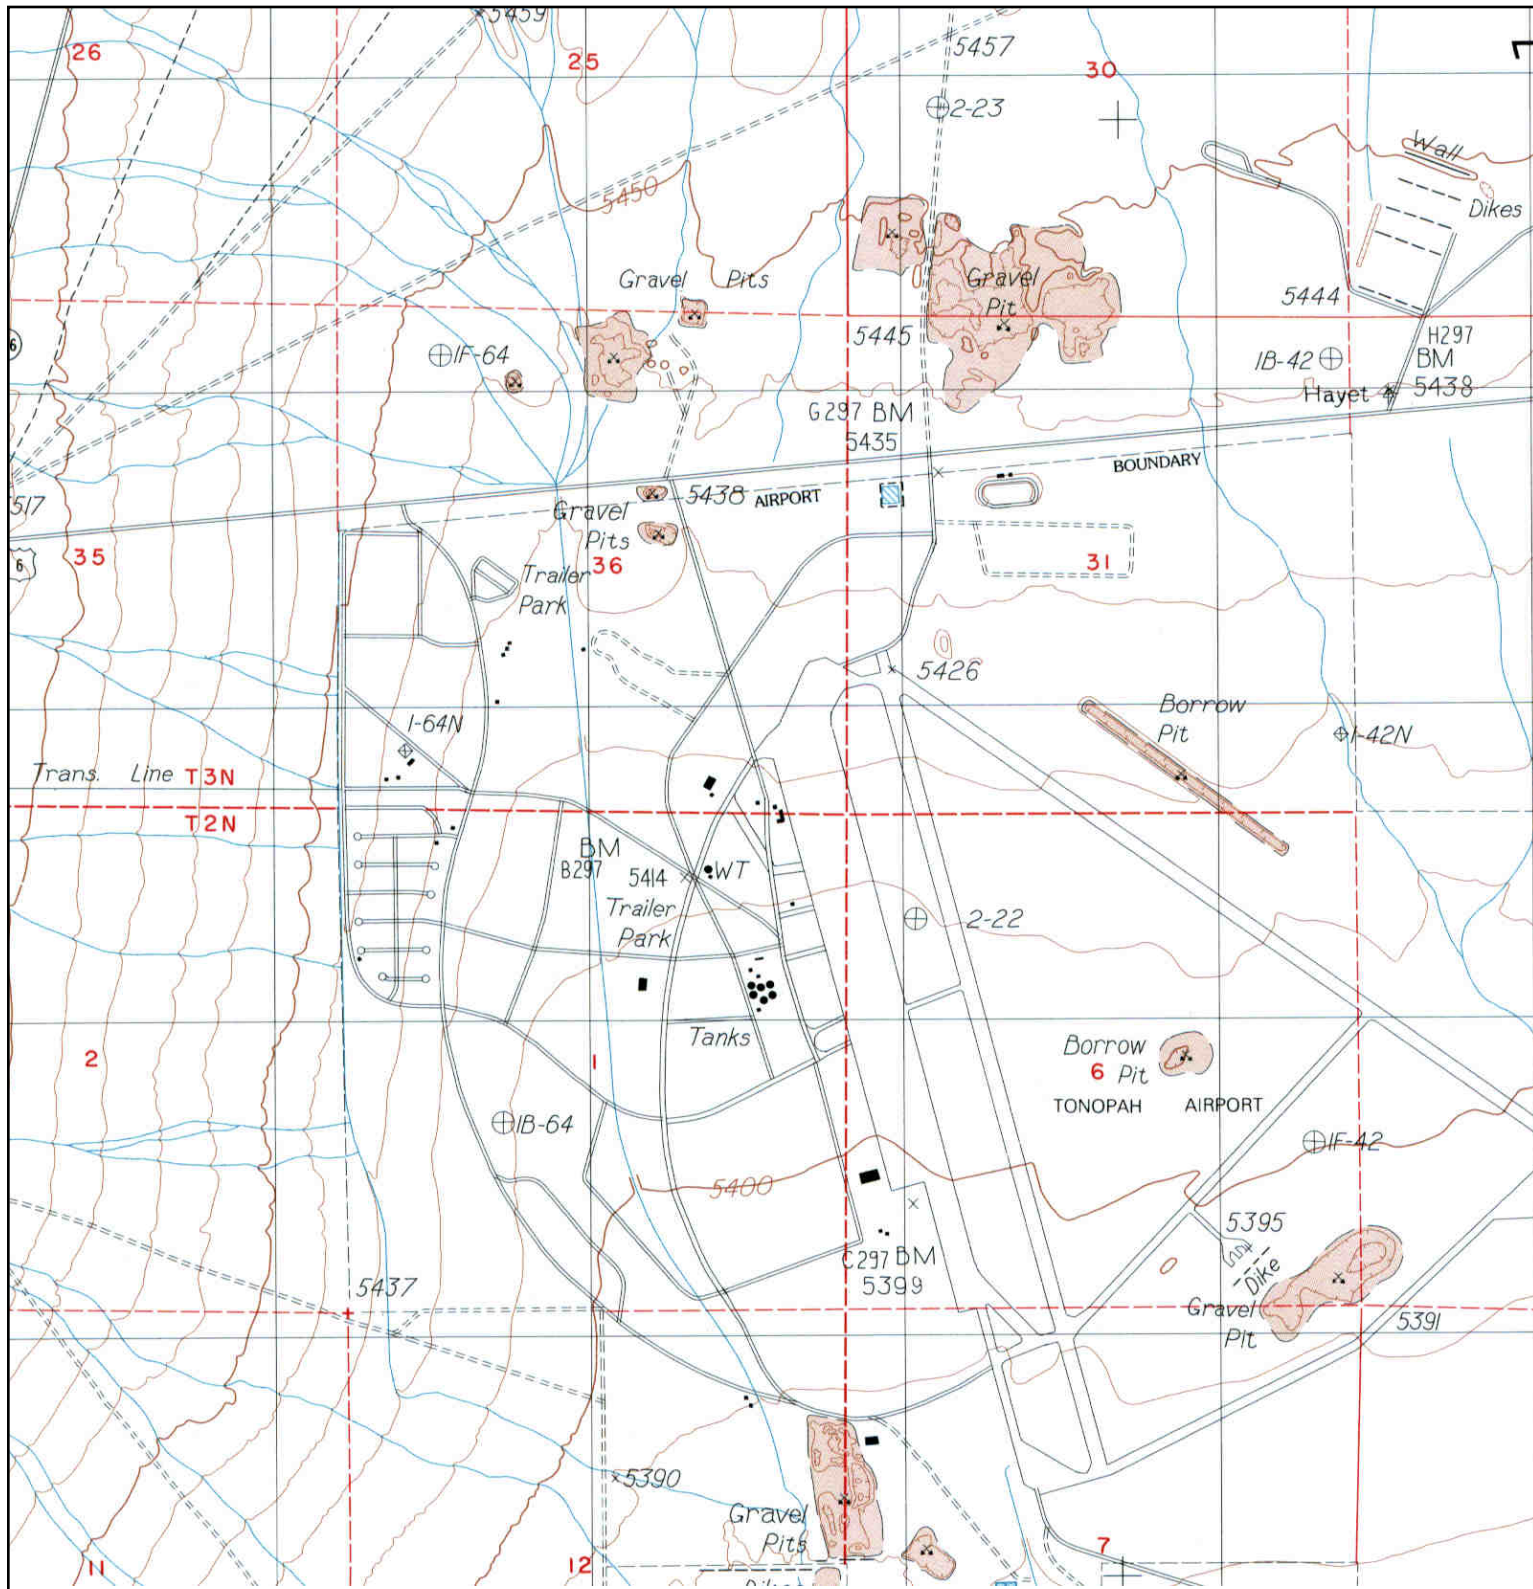 5459
26
25
5457
30
2-23
Wall
5450
Dikes
Gravel Pits
Gravel
Pit
5444
5445
6
IF-64
IB-42
H297
BM
5438
Hayet
G297 BM
5435
BOUNDARY
5438
AIRPORT
5517
Gravel
Pits
6
35
36
31
Trailer
Park
5426
Borrow
Pit
I-64N
I-42N
Trans. Line
T3N
T2N
BM
B297
5414
WT
Trailer
Park
2-22
Tanks
Borrow
6 Pit
2
1
TONOPAH AIRPORT
IB-64
IF-42
5400
5395
C297 BM
5399
Dike
5437
Gravel
Pit
5391
5390
Gravel
Pits
11
12
7